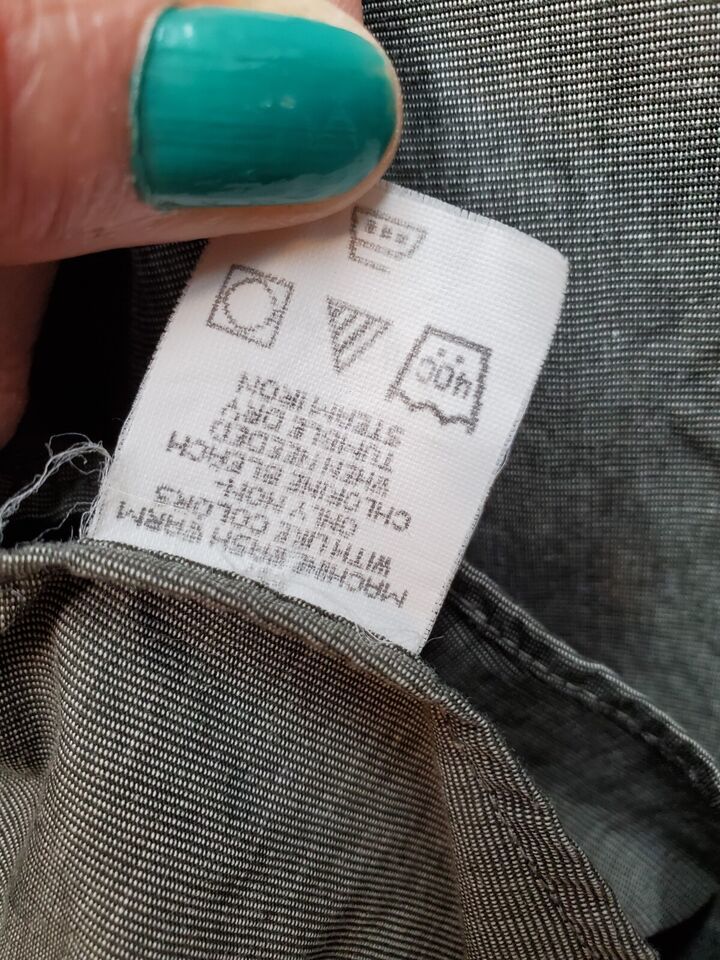 MACHINE WASH WARM
WITH LIKE COLORS
ONLY NON-
CHLORINE BLEACH
WHEN NEEDED
TUMBLE DRY
STEAM IRON
40C